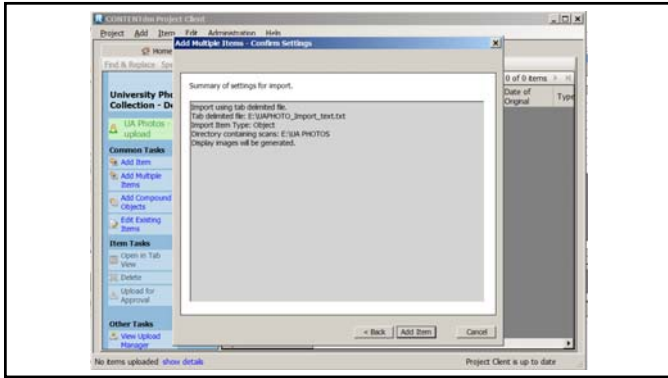 CONTENTdm Project Client
Project Add Item Edit Administration Help
Add Multiple Items - Confirm Settings
Home
Find & Replace
0 of 0 items
University Pho
Collection - De
Date of
Original
Type
UA Photos -
upload
Common Tasks
Add Item
Add Multiple
Items
Add Compound
Objects
Edit Existing
Items
Item Tasks
Open in Tab
View
Delete
Upload for
Approval
Other Tasks
View Upload
Manager
Summary of settings for import.
Import using tab delimited file.
Tab delimited file: E:\UAPHOTO_Import_text.txt
Import Item Type: Object
Directory containing scans: E:\UA PHOTOS
Display images will be generated.
< Back
Add Item
Cancel
No items uploaded show details
Project Client is up to date